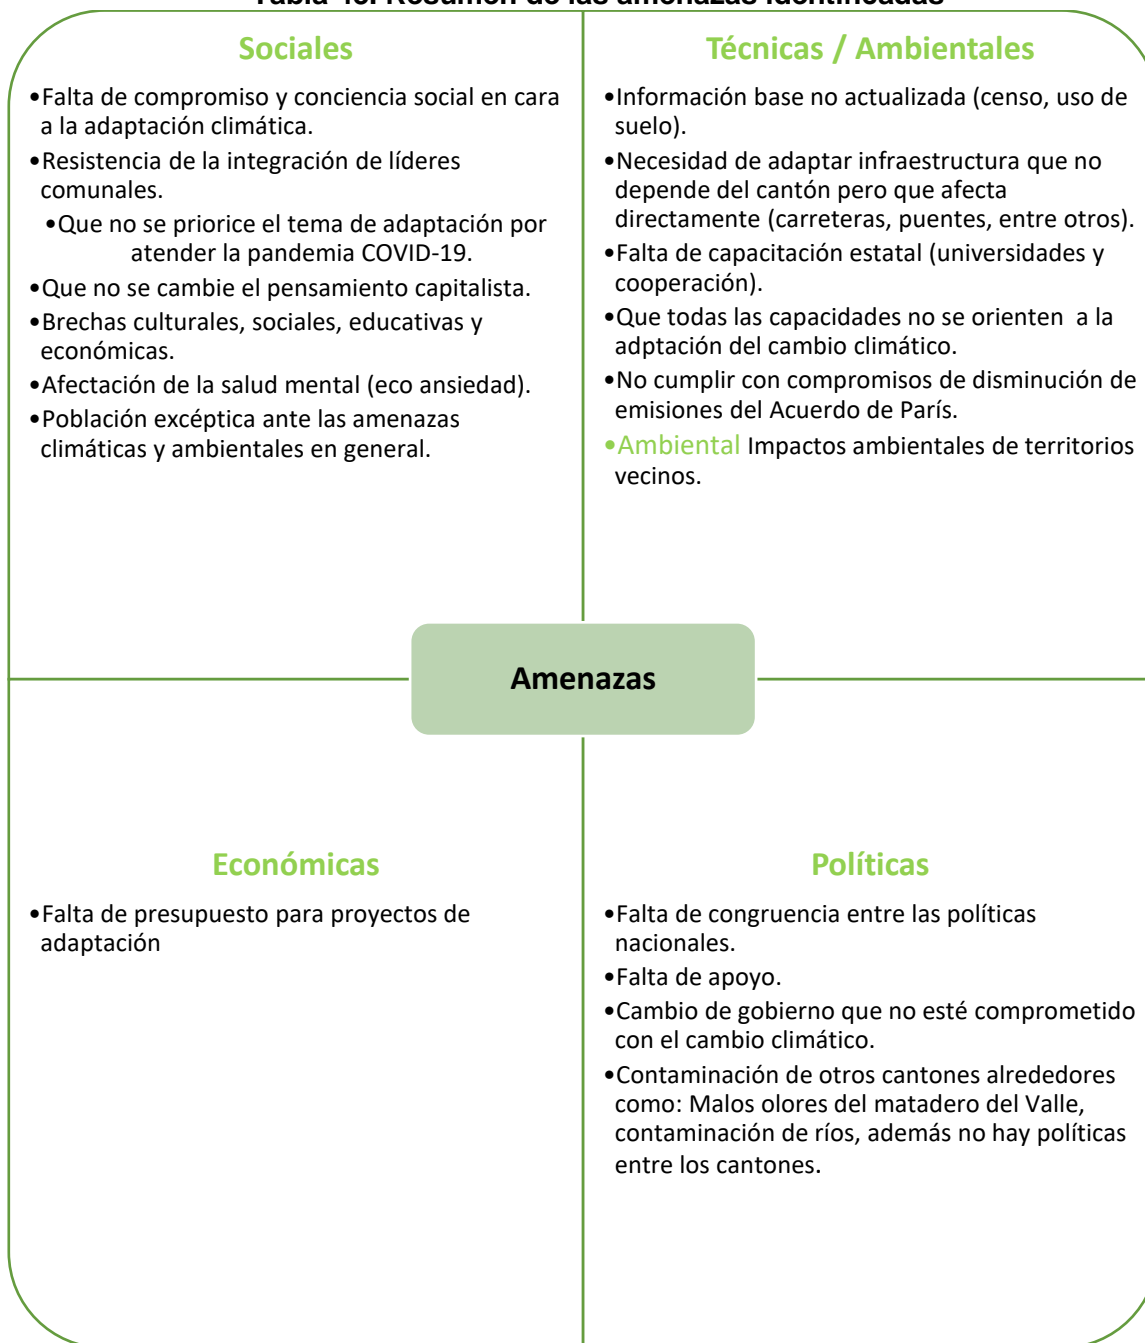 Tabla 43. Resumen de las amenazas identificadas
Sociales
•Falta de compromiso y conciencia social en cara
a la adaptación climática.
•Resistencia de la integración de líderes
comunales.
•Que no se priorice el tema de adaptación por
atender la pandemia COVID-19.
•Que no se cambie el pensamiento capitalista.
•Brechas culturales, sociales, educativas y
económicas.
•Afectación de la salud mental (eco ansiedad).
•Población excéptica ante las amenazas
climáticas y ambientales en general.
Técnicas / Ambientales
•Información base no actualizada (censo, uso de
suelo).
•Necesidad de adaptar infraestructura que no
depende del cantón pero que afecta
directamente (carreteras, puentes, entre otros).
•Falta de capacitación estatal (universidades y
cooperación).
•Que todas las capacidades no se orienten  a la
adptación del cambio climático.
•No cumplir con compromisos de disminución de
emisiones del Acuerdo de París.
•Ambiental Impactos ambientales de territorios
vecinos.
Amenazas
Económicas
•Falta de presupuesto para proyectos de
adaptación
Políticas
•Falta de congruencia entre las políticas
nacionales.
•Falta de apoyo.
•Cambio de gobierno que no esté comprometido
con el cambio climático.
•Contaminación de otros cantones alrededores
como: Malos olores del matadero del Valle,
contaminación de ríos, además no hay políticas
entre los cantones.